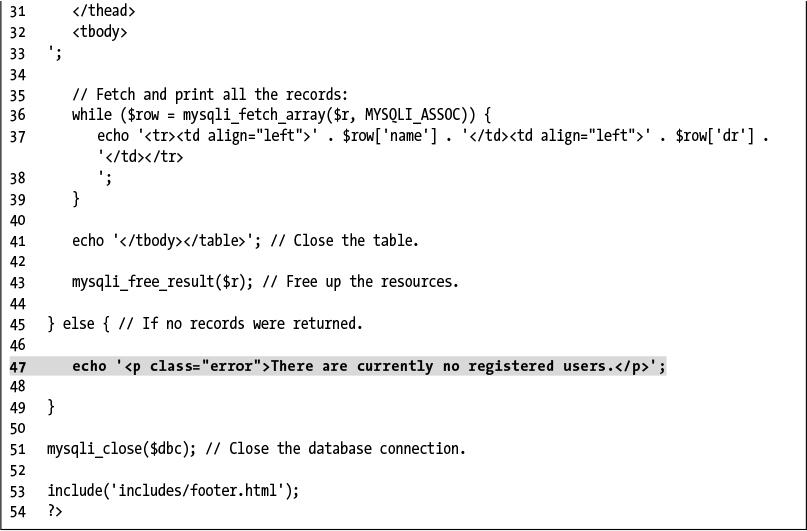 31 </thead>
32 <tbody>
33 ';
34
35 // Fetch and print all the records:
36 while ($row = mysqli_fetch_array($r, MYSQLI_ASSOC)) {
37 echo '<tr><td align="left">' . $row['name'] . '</td><td align="left">' . $row['dr'] .
'</td></tr>
38 ';
39 }
40
41 echo '</tbody></table>'; // Close the table.
42
43 mysqli_free_result($r); // Free up the resources.
44
45 } else { // If no records were returned.
46
47 echo '<p class="error">There are currently no registered users.</p>';
48
49 }
50
51 mysqli_close($dbc); // Close the database connection.
52
53 include('includes/footer.html');
54 ?>